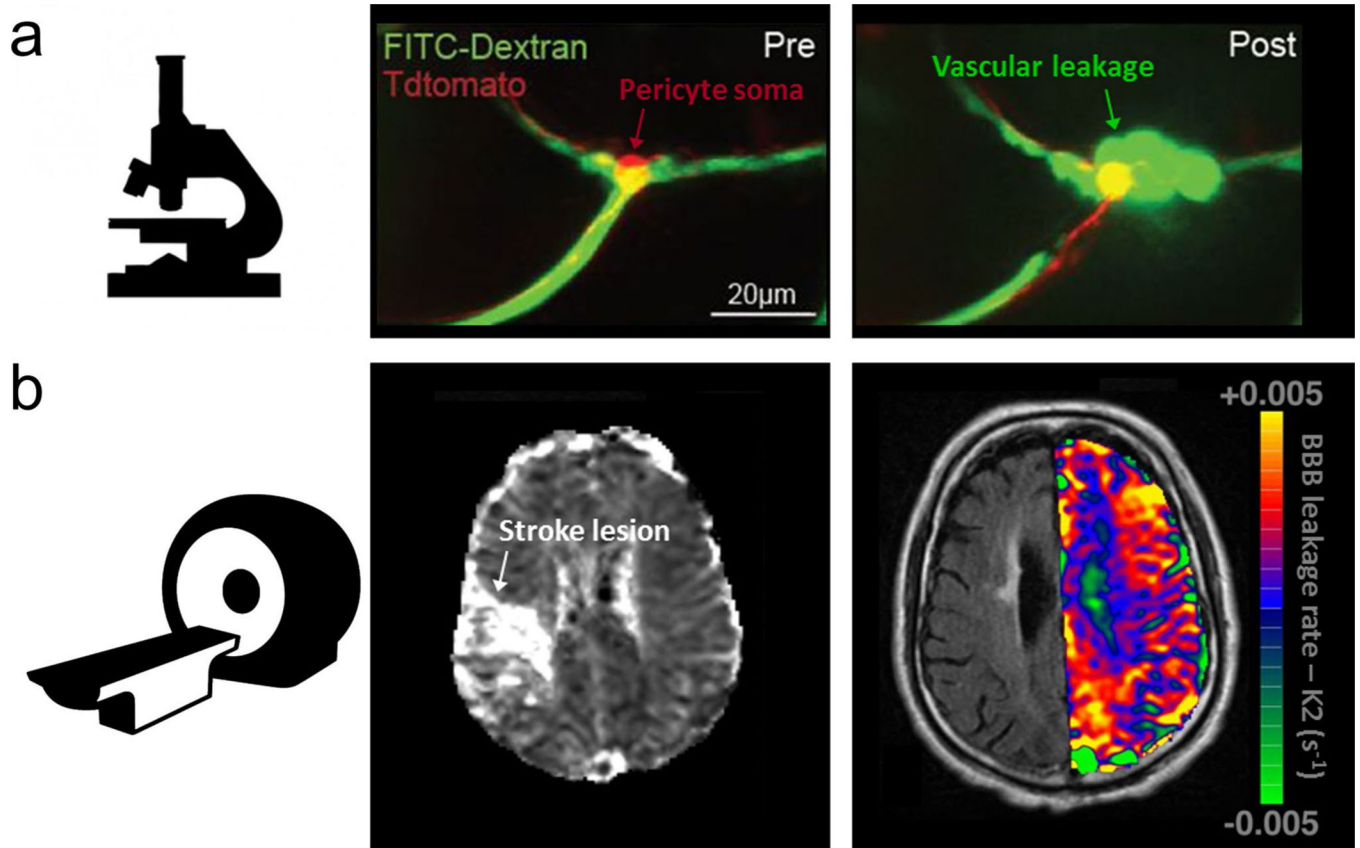 a
FITC-Dextran
Tdtomato
Pre
Pericyte soma
20µm
Post
Vascular leakage
b
Stroke lesion
+0.005
BBB leakage rate – K2 (s⁻¹)
-0.005